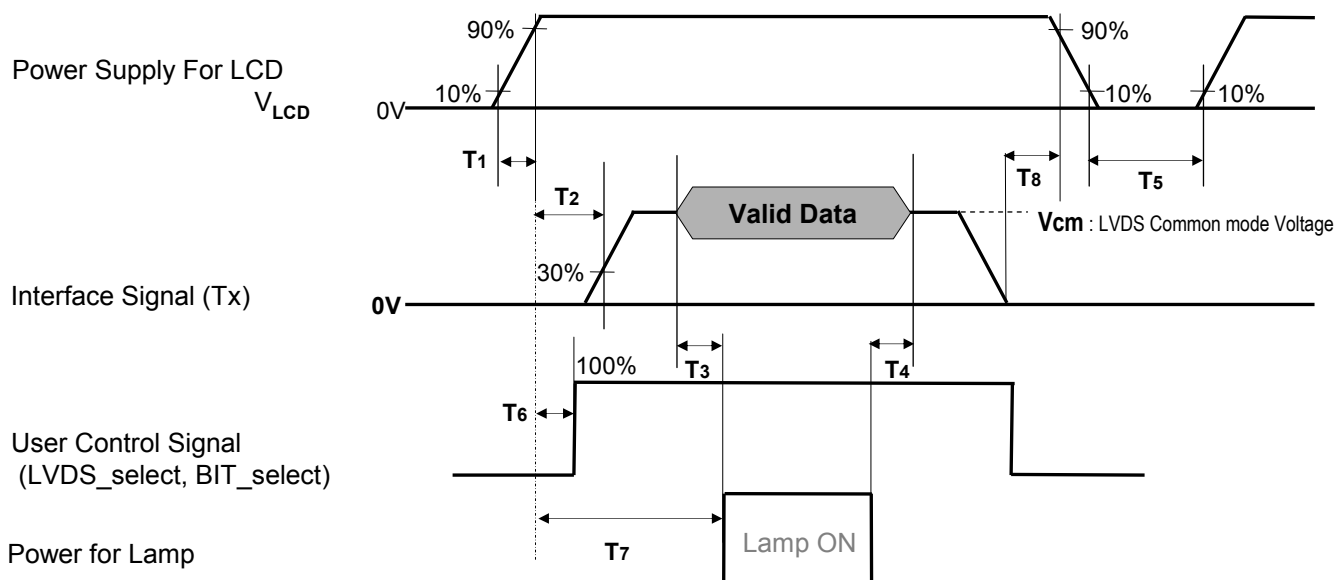 90%
90%
Power Supply For LCD
VLCD
10%
10%
10%
0V
T1
T2
T8
T5
Valid Data
Vcm : LVDS Common mode Voltage
30%
Interface Signal (Tx)
0V
T3
T4
100%
T6
User Control Signal
(LVDS_select, BIT_select)
T7
Lamp ON
Power for Lamp